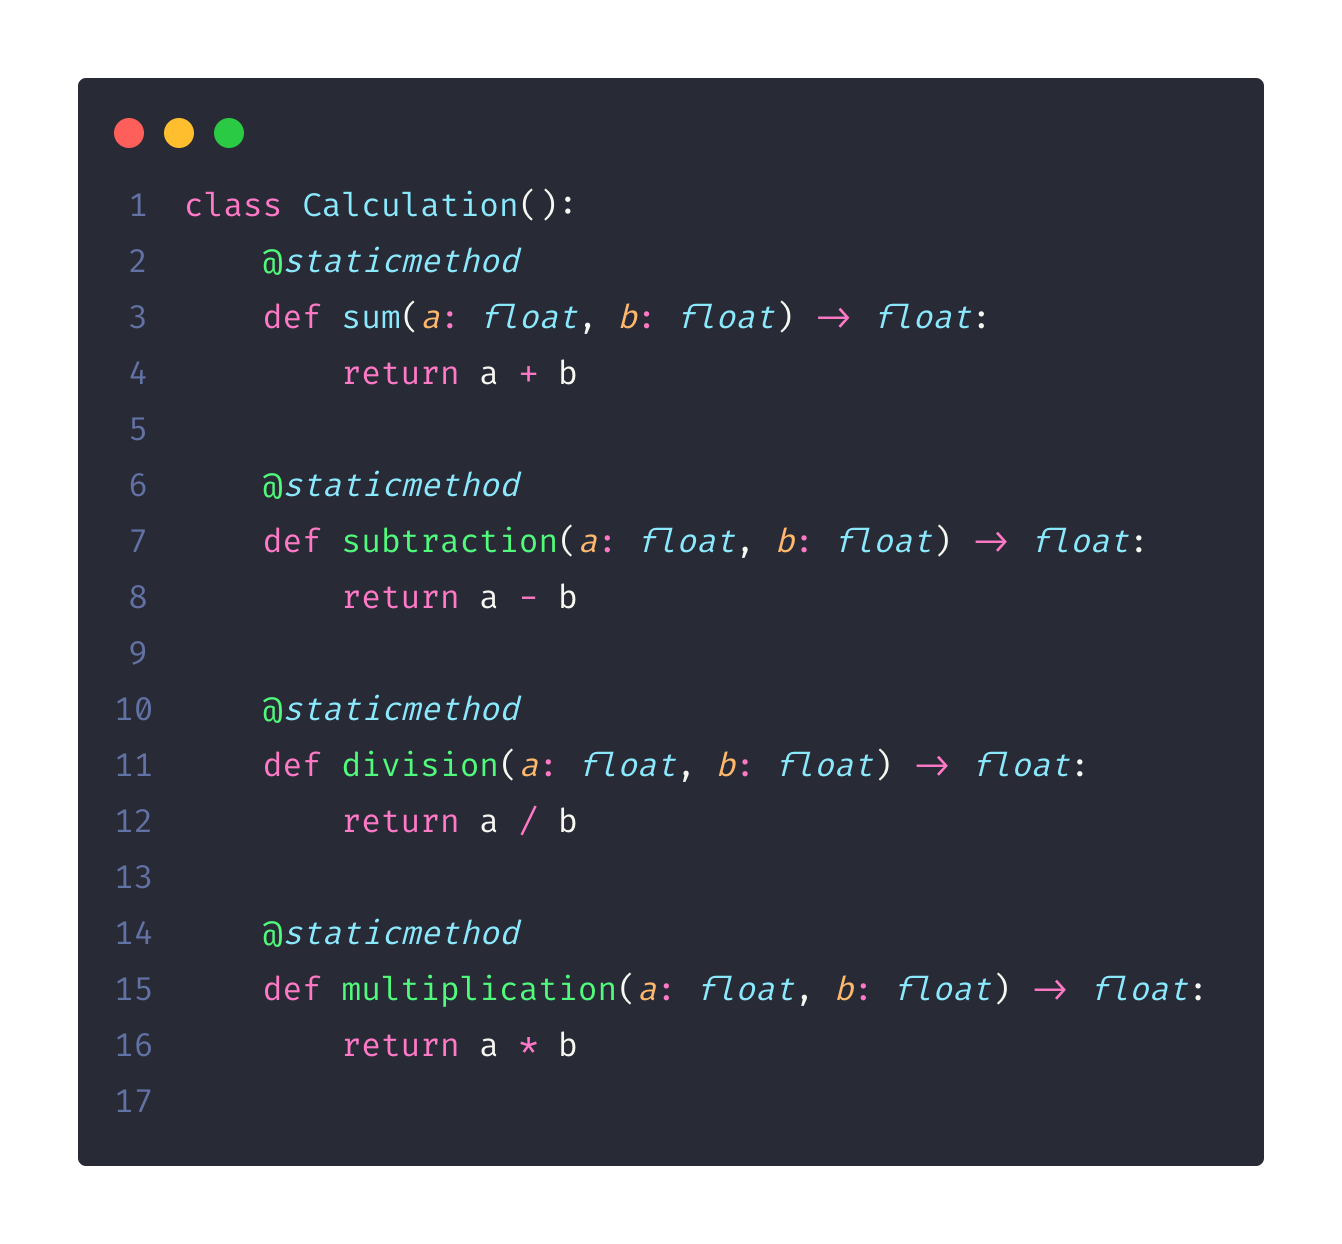 1 class Calculation():
2     @staticmethod
3     def sum(a: float, b: float) -> float:
4         return a + b
5
6     @staticmethod
7     def subtraction(a: float, b: float) -> float:
8         return a - b
9
10     @staticmethod
11     def division(a: float, b: float) -> float:
12         return a / b
13
14     @staticmethod
15     def multiplication(a: float, b: float) -> float:
16         return a * b
17